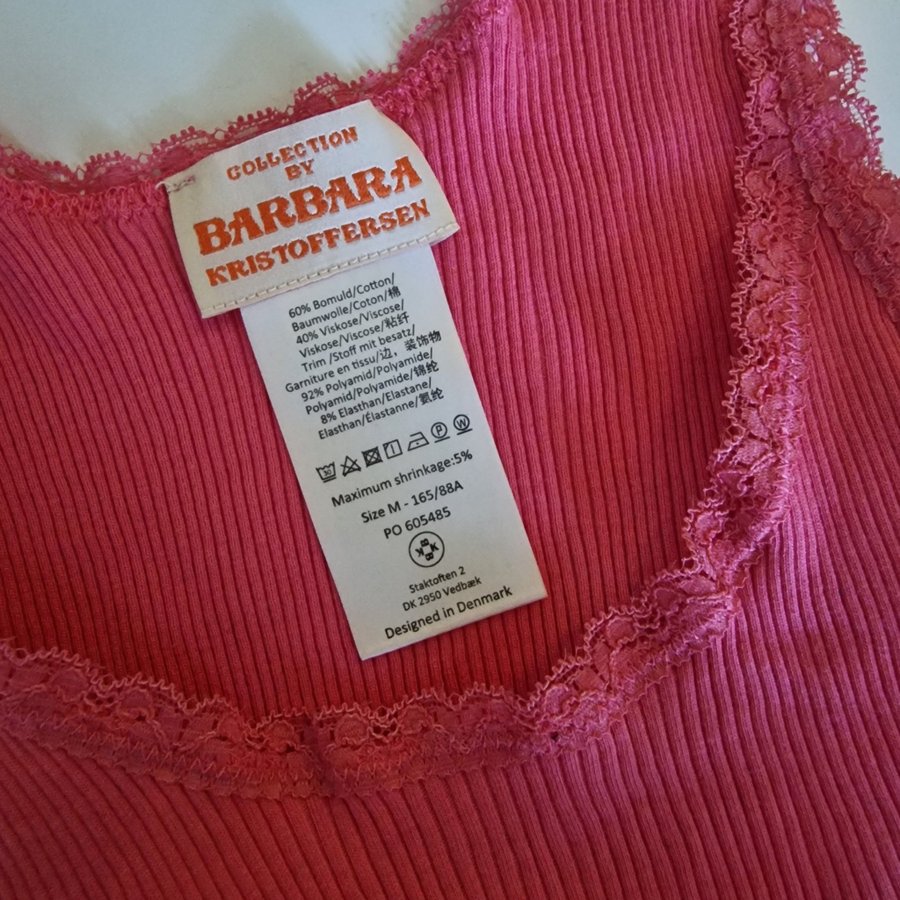 COLLECTION
BY
BARBARA
KRISTOFFERSEN
60% Bomuld/Cotton/
Baumwolle/Coton/棉
40% Viskose/Viscose/
Viskose/Viscose/粘纤
Trim /Stoff mit besatz/
Garniture en tissu/边，装饰物
92% Polyamid/Polyamide/
Polyamid/Polyamide/锦纶
8% Elasthan/Elastane/
Elasthan/Élastanne/氨纶
30 P W
Maximum shrinkage:5%
Size M - 165/88A
PO 605485
B K B K
Staktoften 2
DK 2950 Vedbæk
Designed in Denmark